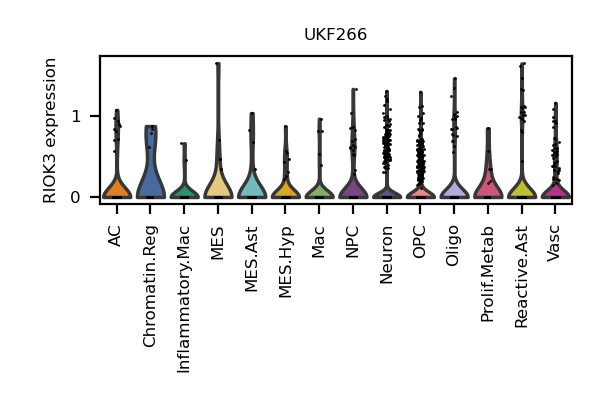 UKF266
RIOK3 expression
1
0
AC
Chromatin.Reg
Inflammatory.Mac
MES
MES.Ast
MES.Hyp
Mac
NPC
Neuron
OPC
Oligo
Prolif.Metab
Reactive.Ast
Vasc